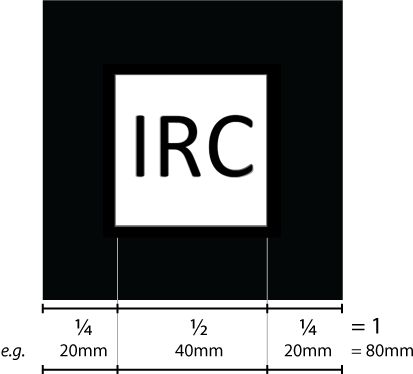 IRC
¼ ½ ¼ = 1
e.g. 20mm 40mm 20mm = 80mm